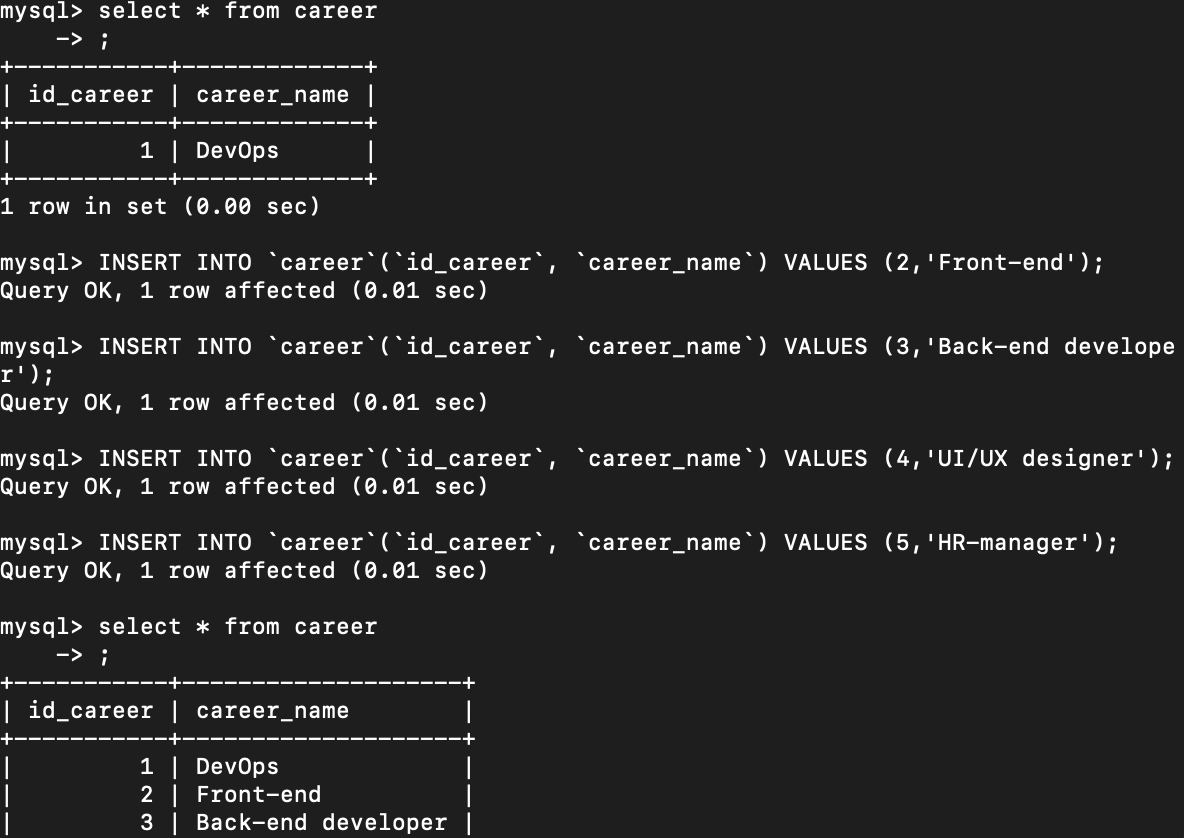 mysql> select * from career
    -> ;
+-----------+-------------+
| id_career | career_name |
+-----------+-------------+
|         1 | DevOps      |
+-----------+-------------+
1 row in set (0.00 sec)

mysql> INSERT INTO `career`(`id_career`, `career_name`) VALUES (2,'Front-end');
Query OK, 1 row affected (0.01 sec)

mysql> INSERT INTO `career`(`id_career`, `career_name`) VALUES (3,'Back-end develope
r');
Query OK, 1 row affected (0.01 sec)

mysql> INSERT INTO `career`(`id_career`, `career_name`) VALUES (4,'UI/UX designer');
Query OK, 1 row affected (0.01 sec)

mysql> INSERT INTO `career`(`id_career`, `career_name`) VALUES (5,'HR-manager');
Query OK, 1 row affected (0.01 sec)

mysql> select * from career
    -> ;
+-----------+--------------------+
| id_career | career_name        |
+-----------+--------------------+
|         1 | DevOps             |
|         2 | Front-end          |
|         3 | Back-end developer |